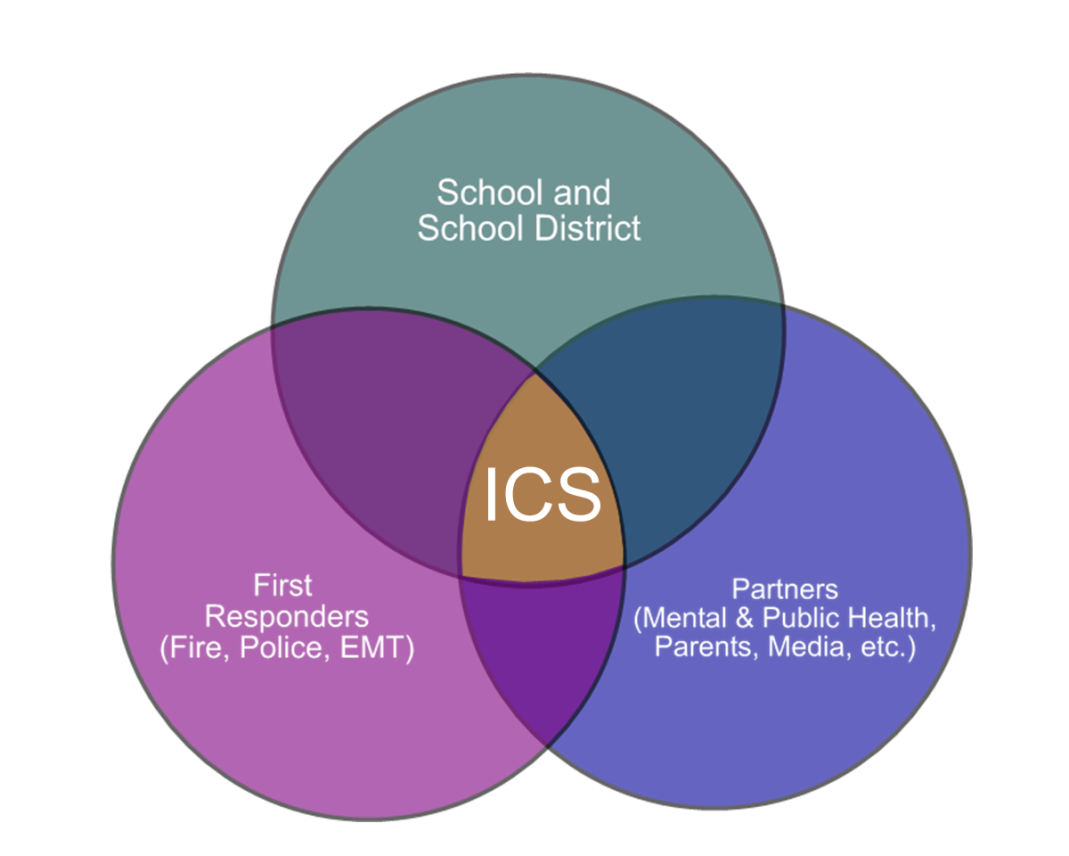 School and
School District
ICS
First
Responders
(Fire, Police, EMT)
Partners
(Mental & Public Health,
Parents, Media, etc.)